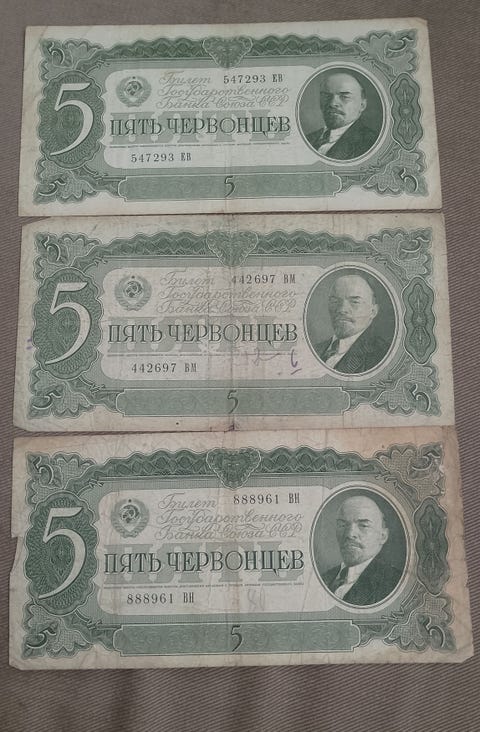 Билет 547293 ЕВ
Государственного
Банка Союза ССР
5
ПЯТЬ ЧЕРВОНЦЕВ
547293 ЕВ
5
Билет 442697 ВМ
Государственного
Банка Союза ССР
5
ПЯТЬ ЧЕРВОНЦЕВ
442697 ВМ
5
Билет 888961 ВН
Государственного
Банка Союза ССР
5
ПЯТЬ ЧЕРВОНЦЕВ
888961 ВН
5